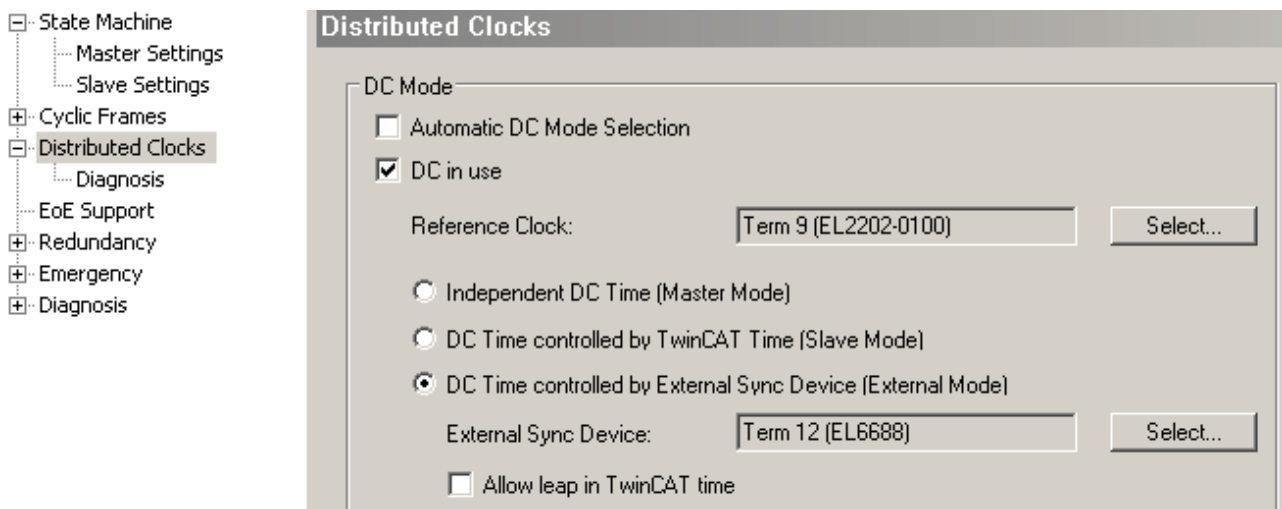 State Machine
Master Settings
Slave Settings
Cyclic Frames
Distributed Clocks
Diagnosis
EoE Support
Redundancy
Emergency
Diagnosis
Distributed Clocks
DC Mode
Automatic DC Mode Selection
DC in use
Reference Clock: Term 9 (EL2202-0100) Select...
Independent DC Time (Master Mode)
DC Time controlled by TwinCAT Time (Slave Mode)
DC Time controlled by External Sync Device (External Mode)
External Sync Device: Term 12 (EL6688) Select...
Allow leap in TwinCAT time